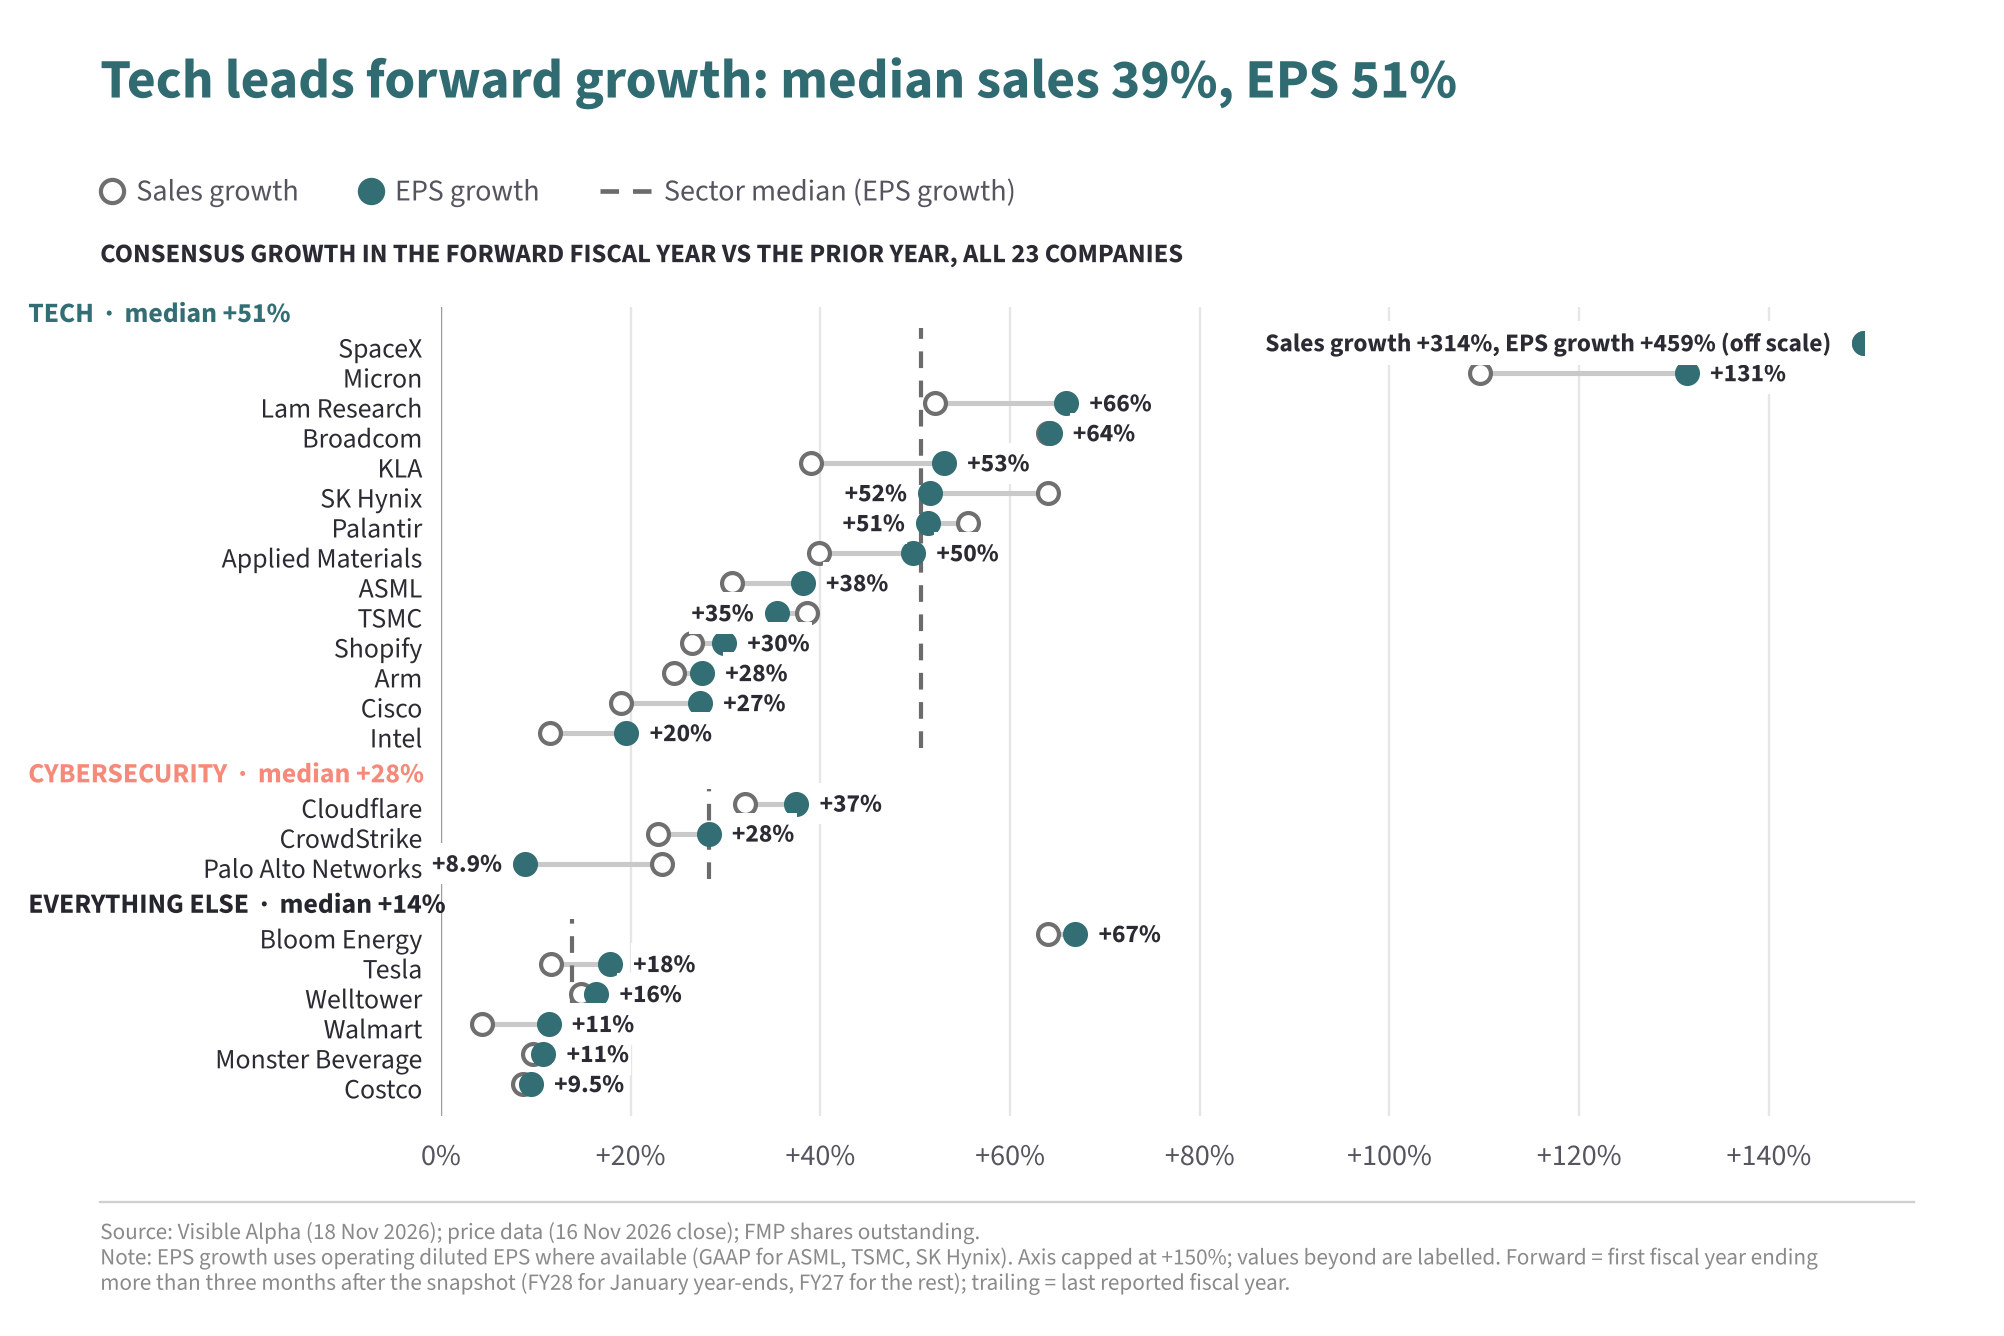 Tech leads forward growth: median sales 39%, EPS 51%
Sales growth
EPS growth
Sector median (EPS growth)
CONSENSUS GROWTH IN THE FORWARD FISCAL YEAR VS THE PRIOR YEAR, ALL 23 COMPANIES
TECH · median +51%
SpaceX Sales growth +314%, EPS growth +459% (off scale)
Micron +131%
Lam Research +66%
Broadcom +64%
KLA +53%
SK Hynix +52%
Palantir +51%
Applied Materials +50%
ASML +38%
TSMC +35%
Shopify +30%
Arm +28%
Cisco +27%
Intel +20%
CYBERSECURITY · median +28%
Cloudflare +37%
CrowdStrike +28%
Palo Alto Networks +8.9%
EVERYTHING ELSE · median +14%
Bloom Energy +67%
Tesla +18%
Welltower +16%
Walmart +11%
Monster Beverage +11%
Costco +9.5%
0% +20% +40% +60% +80% +100% +120% +140%
Source: Visible Alpha (18 Nov 2026); price data (16 Nov 2026 close); FMP shares outstanding.
Note: EPS growth uses operating diluted EPS where available (GAAP for ASML, TSMC, SK Hynix). Axis capped at +150%; values beyond are labelled. Forward = first fiscal year ending
more than three months after the snapshot (FY28 for January year-ends, FY27 for the rest); trailing = last reported fiscal year.